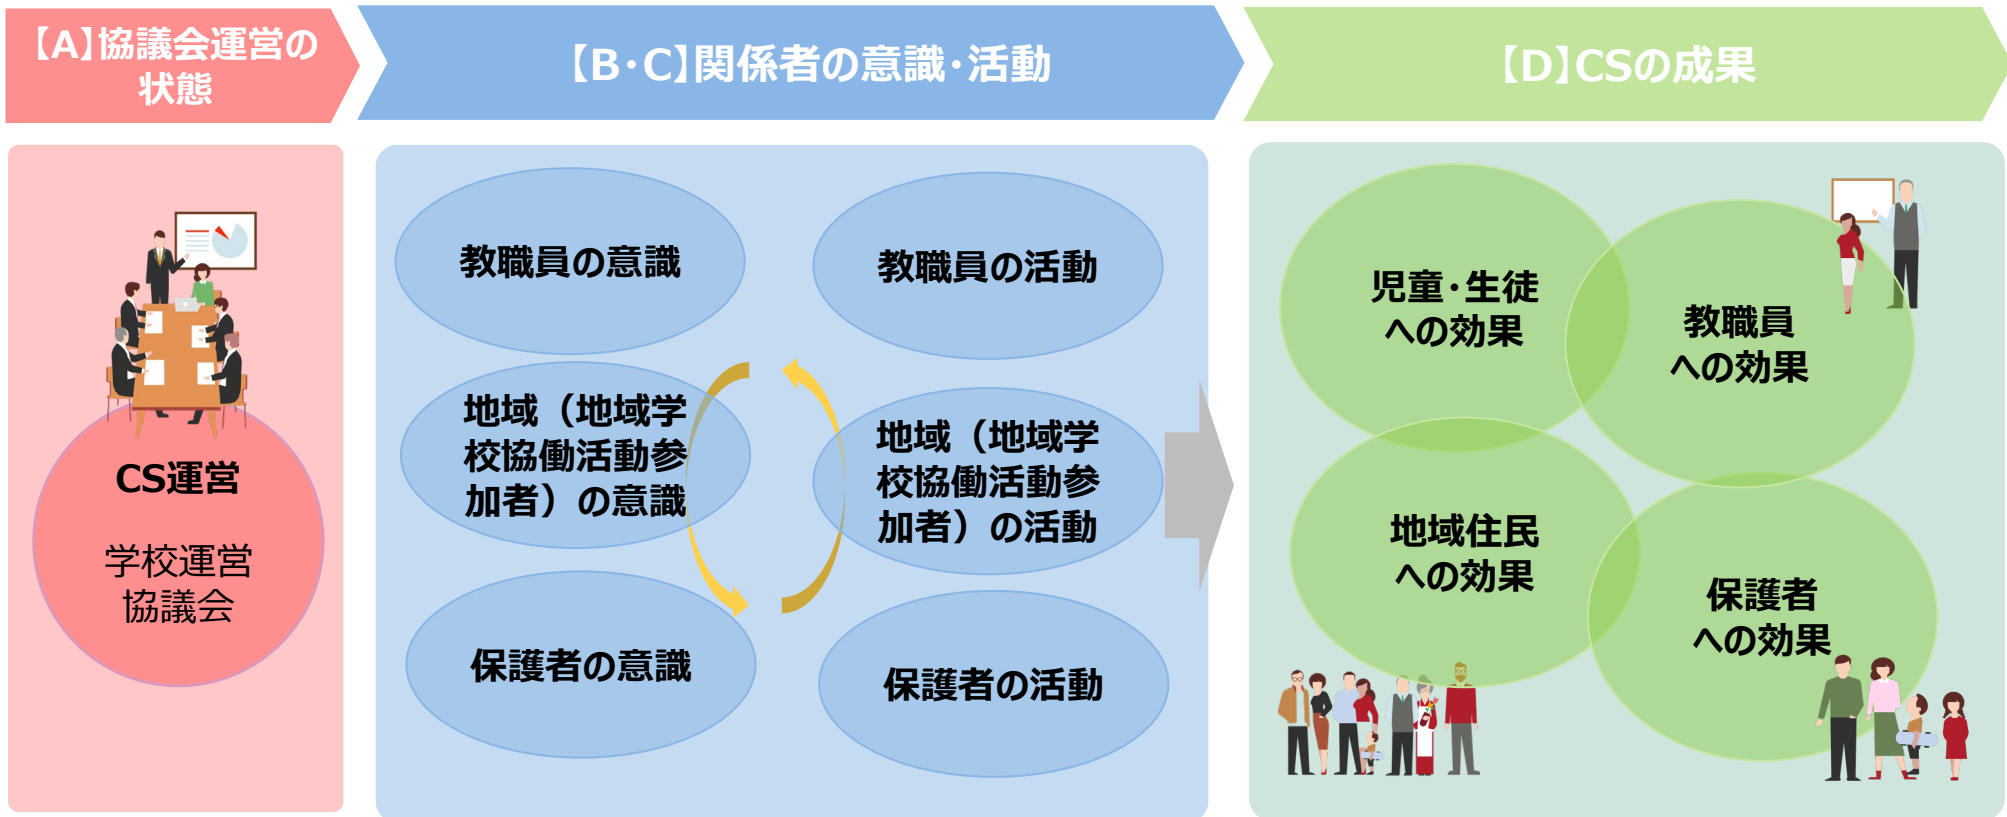 【A】協議会運営の
状態
【B・C】関係者の意識・活動
【D】CSの成果
CS運営
学校運営
協議会
教職員の意識
教職員の活動
地域（地域学
校協働活動参
加者）の意識
地域（地域学
校協働活動参
加者）の活動
保護者の意識
保護者の活動
児童・生徒
への効果
教職員
への効果
地域住民
への効果
保護者
への効果